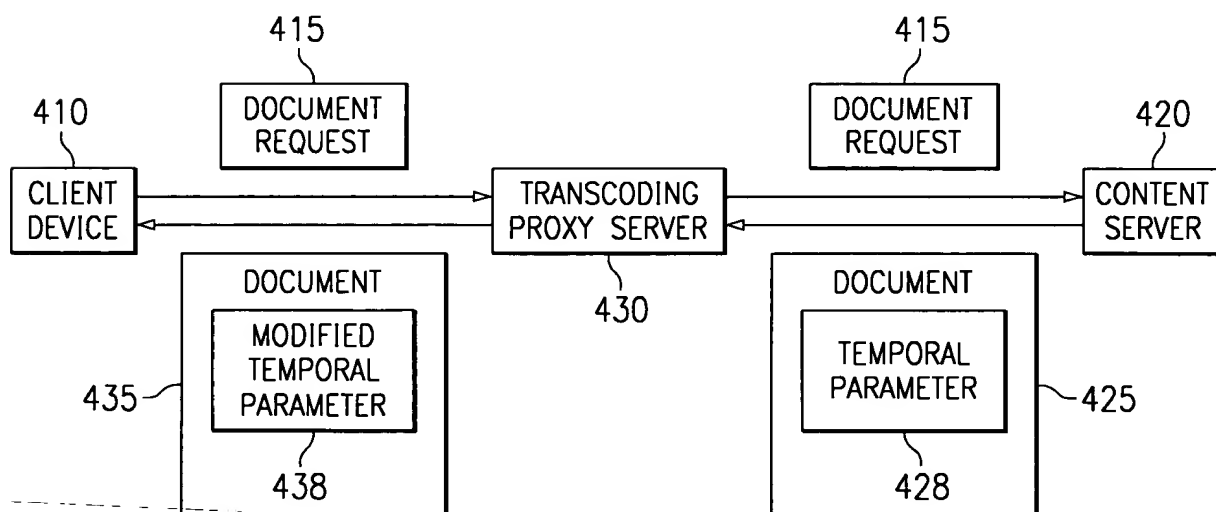 415
415
410
DOCUMENT
REQUEST
DOCUMENT
REQUEST
420
CLIENT
DEVICE
TRANSCODING
PROXY SERVER
CONTENT
SERVER
430
DOCUMENT
MODIFIED
TEMPORAL
PARAMETER
435
438
DOCUMENT
TEMPORAL
PARAMETER
425
428